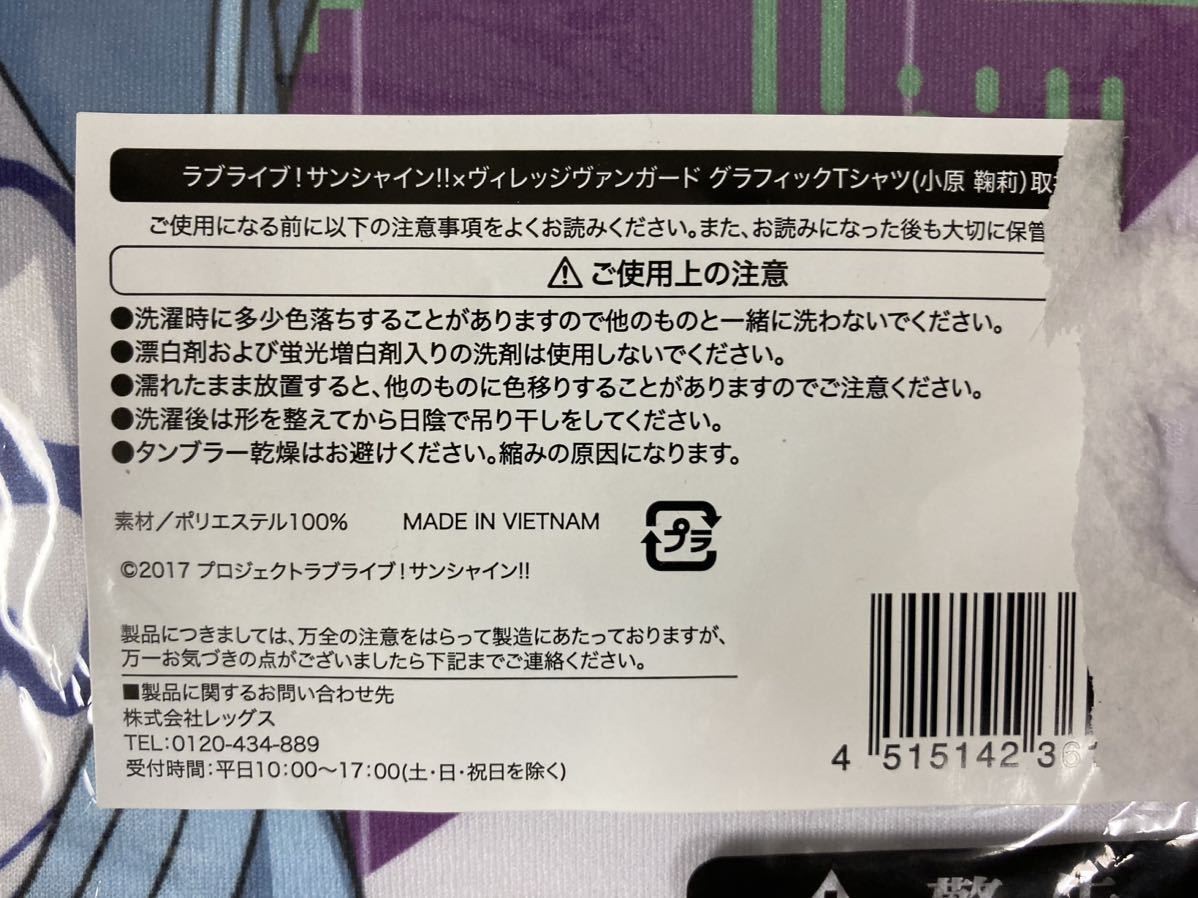 ラブライブ!サンシャイン!!×ヴィレッジヴァンガード グラフィックTシャツ(小原 鞠莉)取
ご使用になる前に以下の注意事項をよくお読みください。また、お読みになった後も大切に保管
ご使用上の注意
●洗濯時に多少色落ちすることがありますので他のものと一緒に洗わないでください。
●漂白剤および蛍光増白剤入りの洗剤は使用しないでください。
●濡れたまま放置すると、他のものに色移りすることがありますのでご注意ください。
●洗濯後は形を整えてから日陰で吊り干しをしてください。
●タンブラー乾燥はお避けください。縮みの原因になります。
素材/ポリエステル100% MADE IN VIETNAM プラ
©2017 プロジェクトラブライブ!サンシャイン!!
製品につきましては、万全の注意をはらって製造にあたっておりますが、
万一お気づきの点がございましたら下記までご連絡ください。
■製品に関するお問い合わせ先
株式会社レッグス
TEL:0120-434-889
受付時間:平日10:00〜17:00(土・日・祝日を除く)
4 515142 361